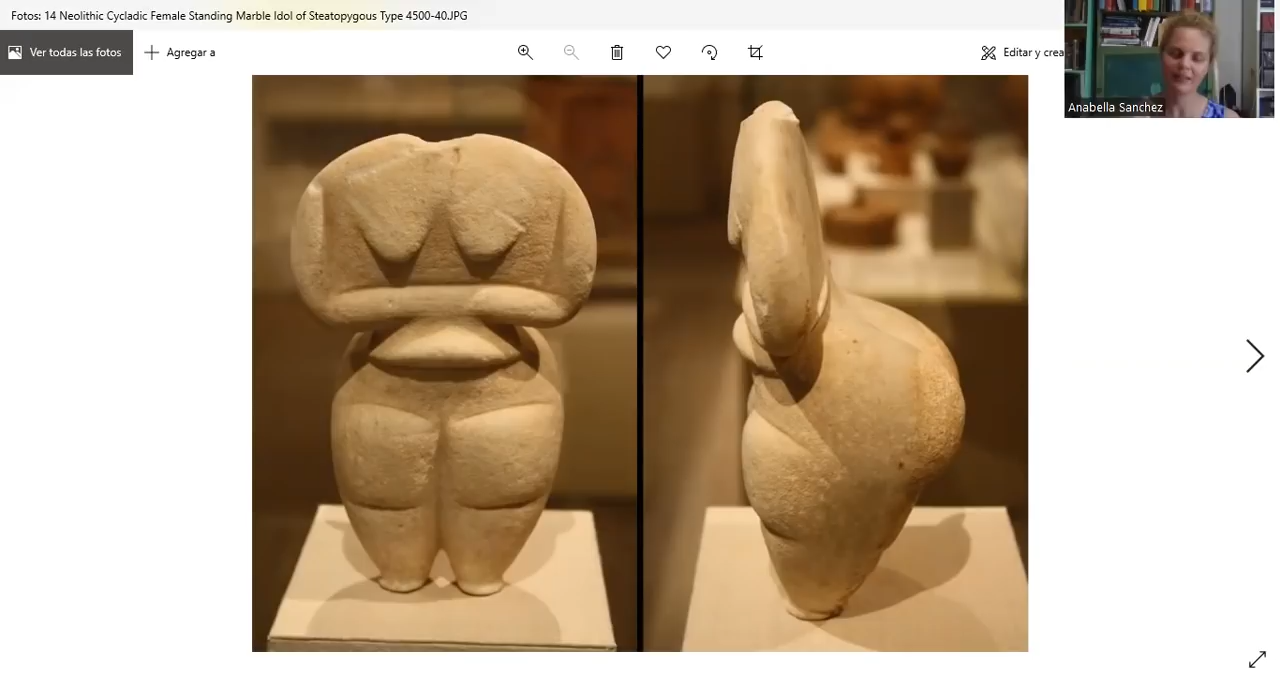 Fotos: 14 Neolithic Cycladic Female Standing Marble Idol of Steatopygous Type 4500-40.JPG
Ver todas las fotos
Agregar a
Editar y crea
Anabella Sanchez